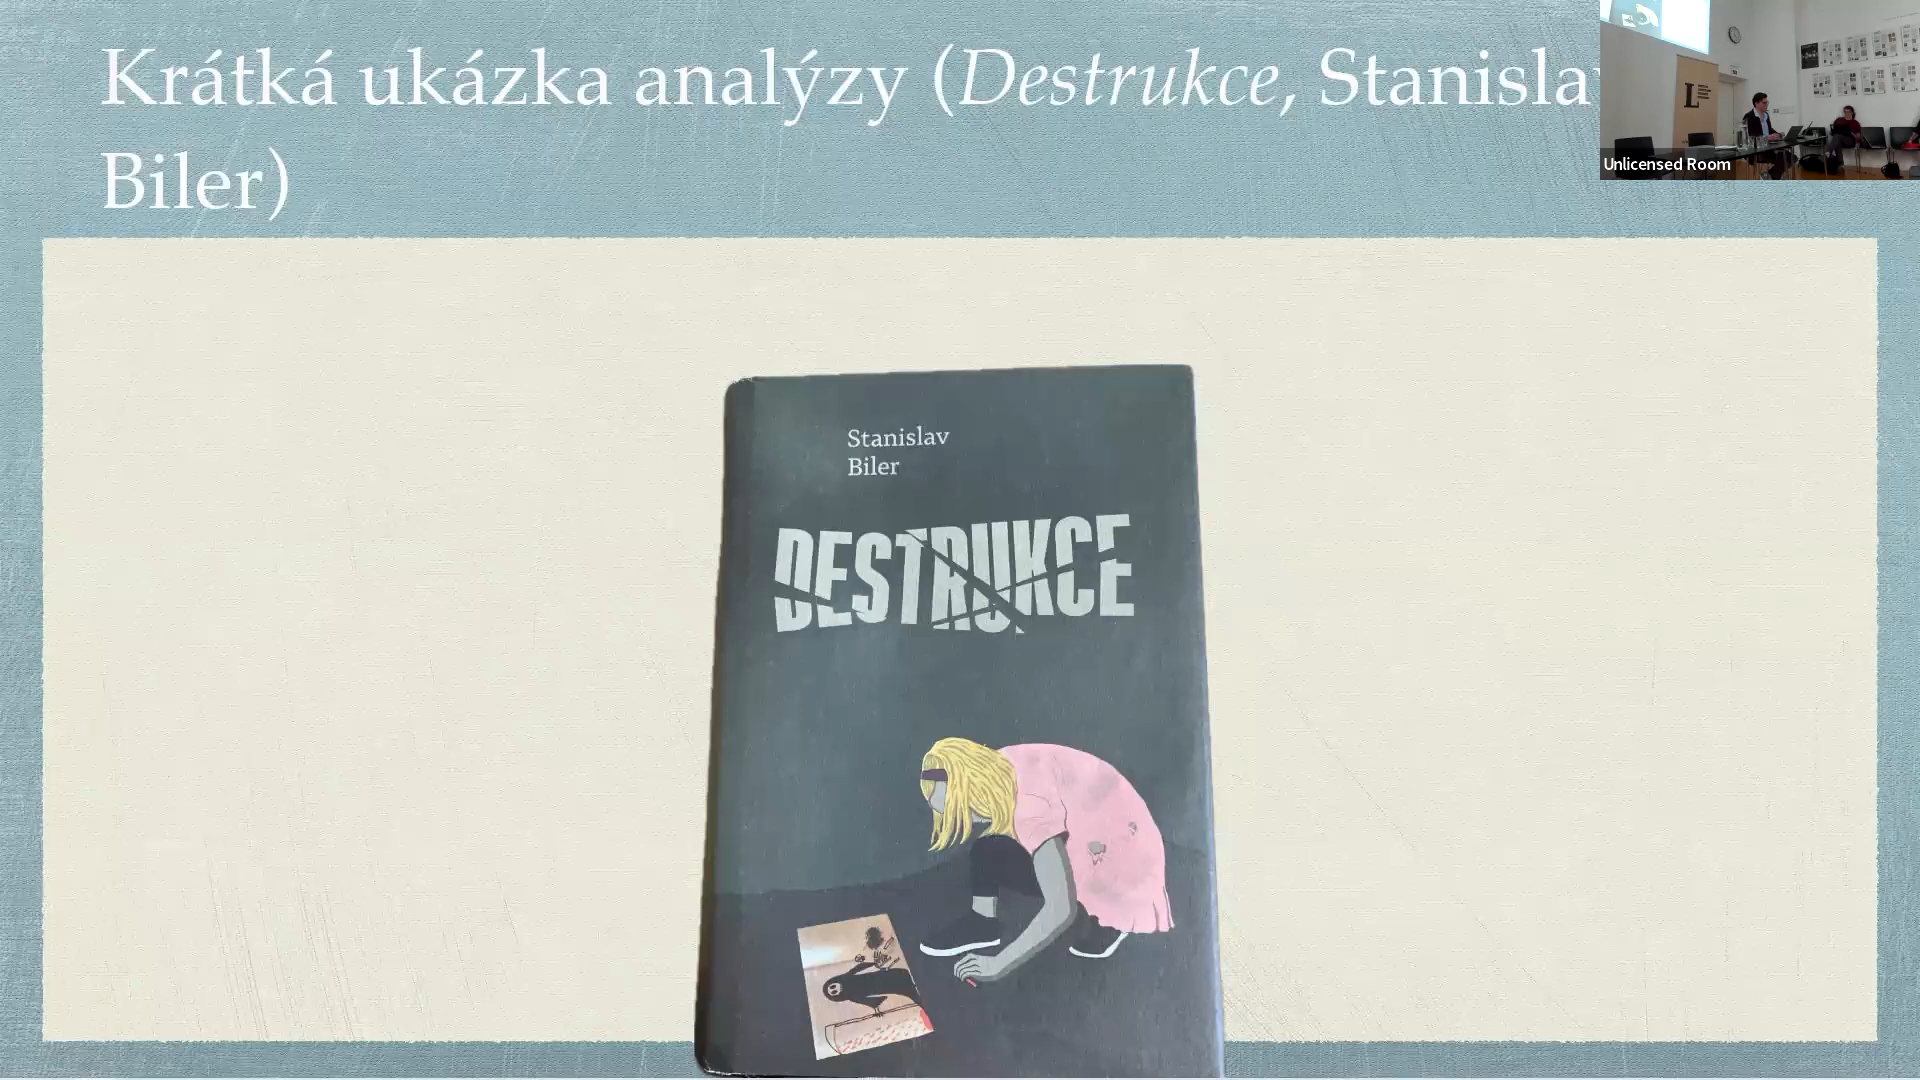 Krátká ukázka analýzy (Destrukce, Stanislav
Biler)
Unlicensed Room
Stanislav
Biler
DESTRUKCE